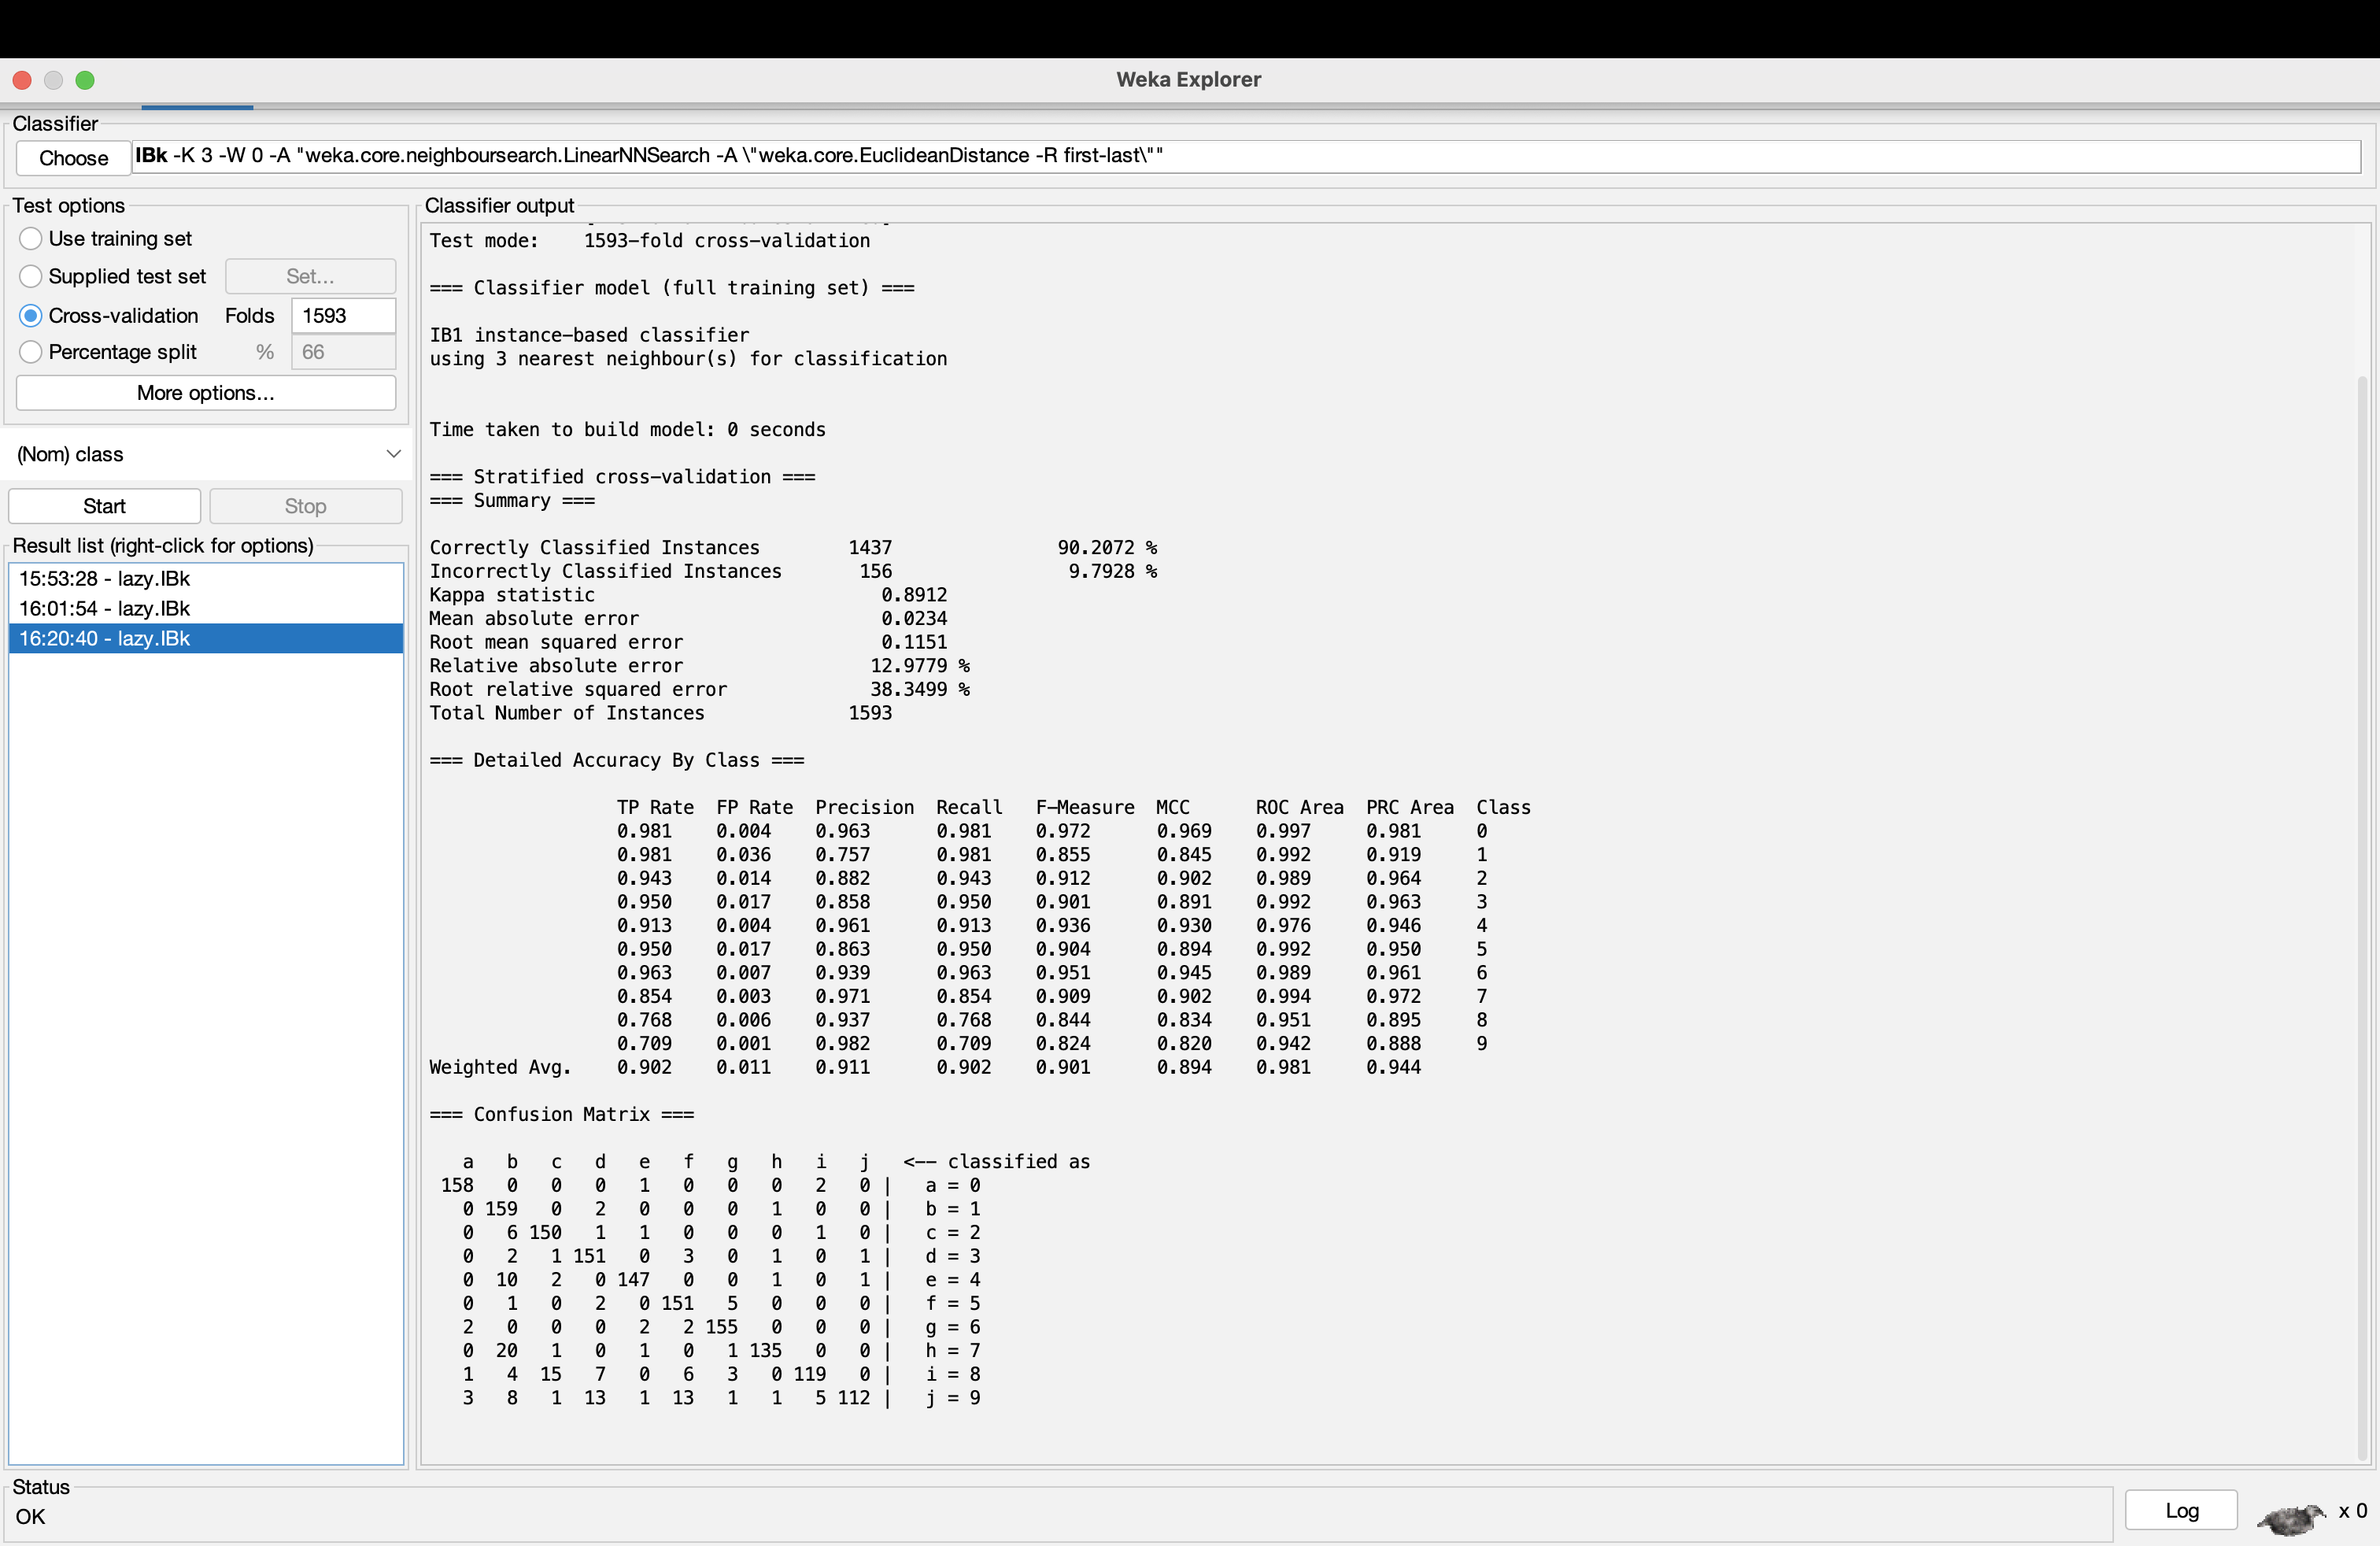 Weka Explorer
Classifier
Choose IBk -K 3 -W 0 -A "weka.core.neighboursearch.LinearNNSearch -A \"weka.core.EuclideanDistance -R first-last\""
Test options
Use training set
Supplied test set Set...
Cross-validation Folds 1593
Percentage split % 66
More options...
(Nom) class
Start Stop
Result list (right-click for options)
15:53:28 - lazy.IBk
16:01:54 - lazy.IBk
16:20:40 - lazy.IBk
Classifier output
Test mode:    1593-fold cross-validation
=== Classifier model (full training set) ===
IB1 instance-based classifier
using 3 nearest neighbour(s) for classification
Time taken to build model: 0 seconds
=== Stratified cross-validation ===
=== Summary ===
Correctly Classified Instances        1437               90.2072 %
Incorrectly Classified Instances       156                9.7928 %
Kappa statistic                          0.8912
Mean absolute error                      0.0234
Root mean squared error                  0.1151
Relative absolute error                 12.9779 %
Root relative squared error             38.3499 %
Total Number of Instances             1593
=== Detailed Accuracy By Class ===
                 TP Rate  FP Rate  Precision  Recall   F-Measure  MCC      ROC Area  PRC Area  Class
                 0.981    0.004    0.963      0.981    0.972      0.969    0.997     0.981     0
                 0.981    0.036    0.757      0.981    0.855      0.845    0.992     0.919     1
                 0.943    0.014    0.882      0.943    0.912      0.902    0.989     0.964     2
                 0.950    0.017    0.858      0.950    0.901      0.891    0.992     0.963     3
                 0.913    0.004    0.961      0.913    0.936      0.930    0.976     0.946     4
                 0.950    0.017    0.863      0.950    0.904      0.894    0.992     0.950     5
                 0.963    0.007    0.939      0.963    0.951      0.945    0.989     0.961     6
                 0.854    0.003    0.971      0.854    0.909      0.902    0.994     0.972     7
                 0.768    0.006    0.937      0.768    0.844      0.834    0.951     0.895     8
                 0.709    0.001    0.982      0.709    0.824      0.820    0.942     0.888     9
Weighted Avg.    0.902    0.011    0.911      0.902    0.901      0.894    0.981     0.944
=== Confusion Matrix ===
   a   b   c   d   e   f   g   h   i   j   <-- classified as
 158   0   0   0   1   0   0   0   2   0 |   a = 0
   0 159   0   2   0   0   0   1   0   0 |   b = 1
   0   6 150   1   1   0   0   0   1   0 |   c = 2
   0   2   1 151   0   3   0   1   0   1 |   d = 3
   0  10   2   0 147   0   0   1   0   1 |   e = 4
   0   1   0   2   0 151   5   0   0   0 |   f = 5
   2   0   0   0   2   2 155   0   0   0 |   g = 6
   0  20   1   0   1   0   1 135   0   0 |   h = 7
   1   4  15   7   0   6   3   0 119   0 |   i = 8
   3   8   1  13   1  13   1   1   5 112 |   j = 9
Status
OK
Log
x 0